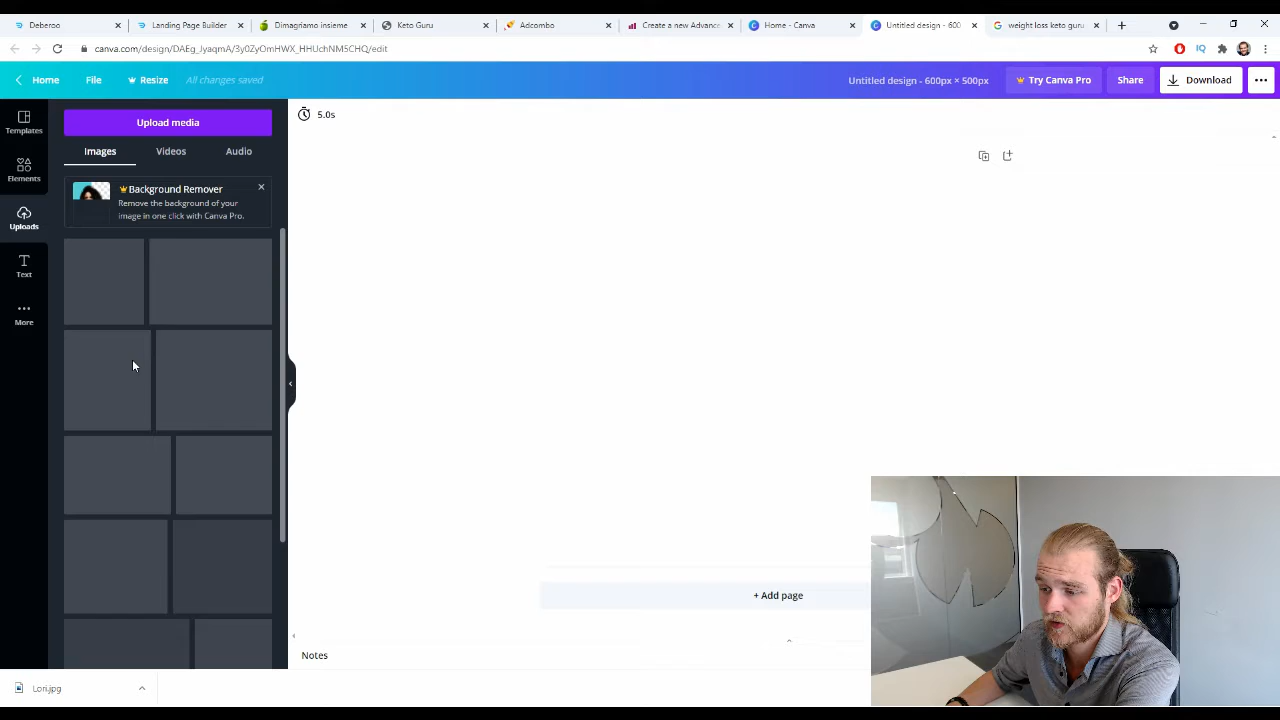 Deberoo
Landing Page Builder
Dimagriamo insieme
Keto Guru
Adcombo
Create a new Advance
Home - Canva
Untitled design - 600
weight loss keto guru
canva.com/design/DAEg_JyaqmA/3y0ZyOmHWX_HHUchNM5CHQ/edit
Home
File
Resize
All changes saved
Untitled design - 600px × 500px
Try Canva Pro
Share
Download
Templates
Elements
Uploads
Text
More
Upload media
Images
Videos
Audio
Background Remover
Remove the background of your
image in one click with Canva Pro.
5.0s
+ Add page
Notes
Lori.jpg